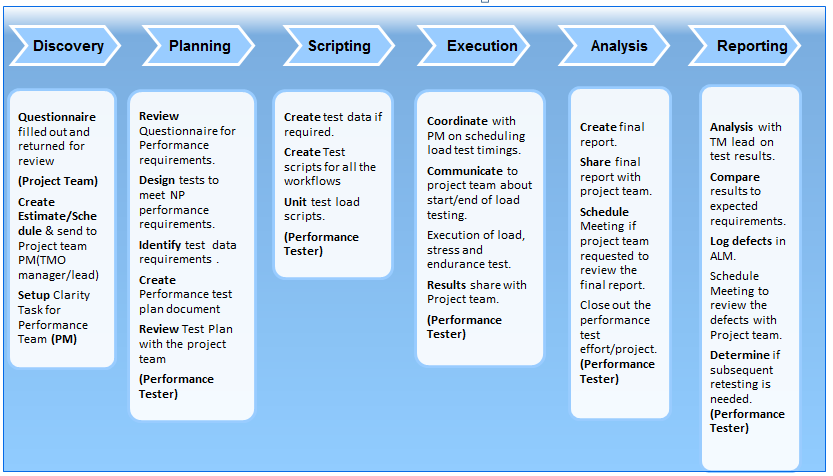 Discovery
Planning
Scripting
Execution
Analysis
Reporting
Questionnaire
filled out and
returned for
review
(Project Team)
Create
Estimate/Sche
dule & send to
Project team
PM(TMO
manager/lead)
Setup Clarity
Task for
Performance
Team (PM)
Review
Questionnaire for
Performance
requirements.
Design tests to
meet NP
performance
requirements.
Identify test data
requirements .
Create
Performance test
plan document
Review Test Plan
with the project
team
(Performance
Tester)
Create test data if
required.
Create Test
scripts for all the
workflows
Unit test load
scripts.
(Performance
Tester)
Coordinate with
PM on scheduling
load test timings.
Communicate to
project team about
start/end of load
testing.
Execution of load,
stress and
endurance test.
Results share with
Project team.
(Performance
Tester)
Create final
report.
Share final
report with
project team.
Schedule
Meeting if
project team
requested to
review the
final report.
Close out the
performance
test
effort/project.
(Performance
Tester)
Analysis with
TM lead on
test results.
Compare
results to
expected
requirements.
Log defects in
ALM.
Schedule
Meeting to
review the
defects with
Project team.
Determine if
subsequent
retesting is
needed.
(Performance
Tester)